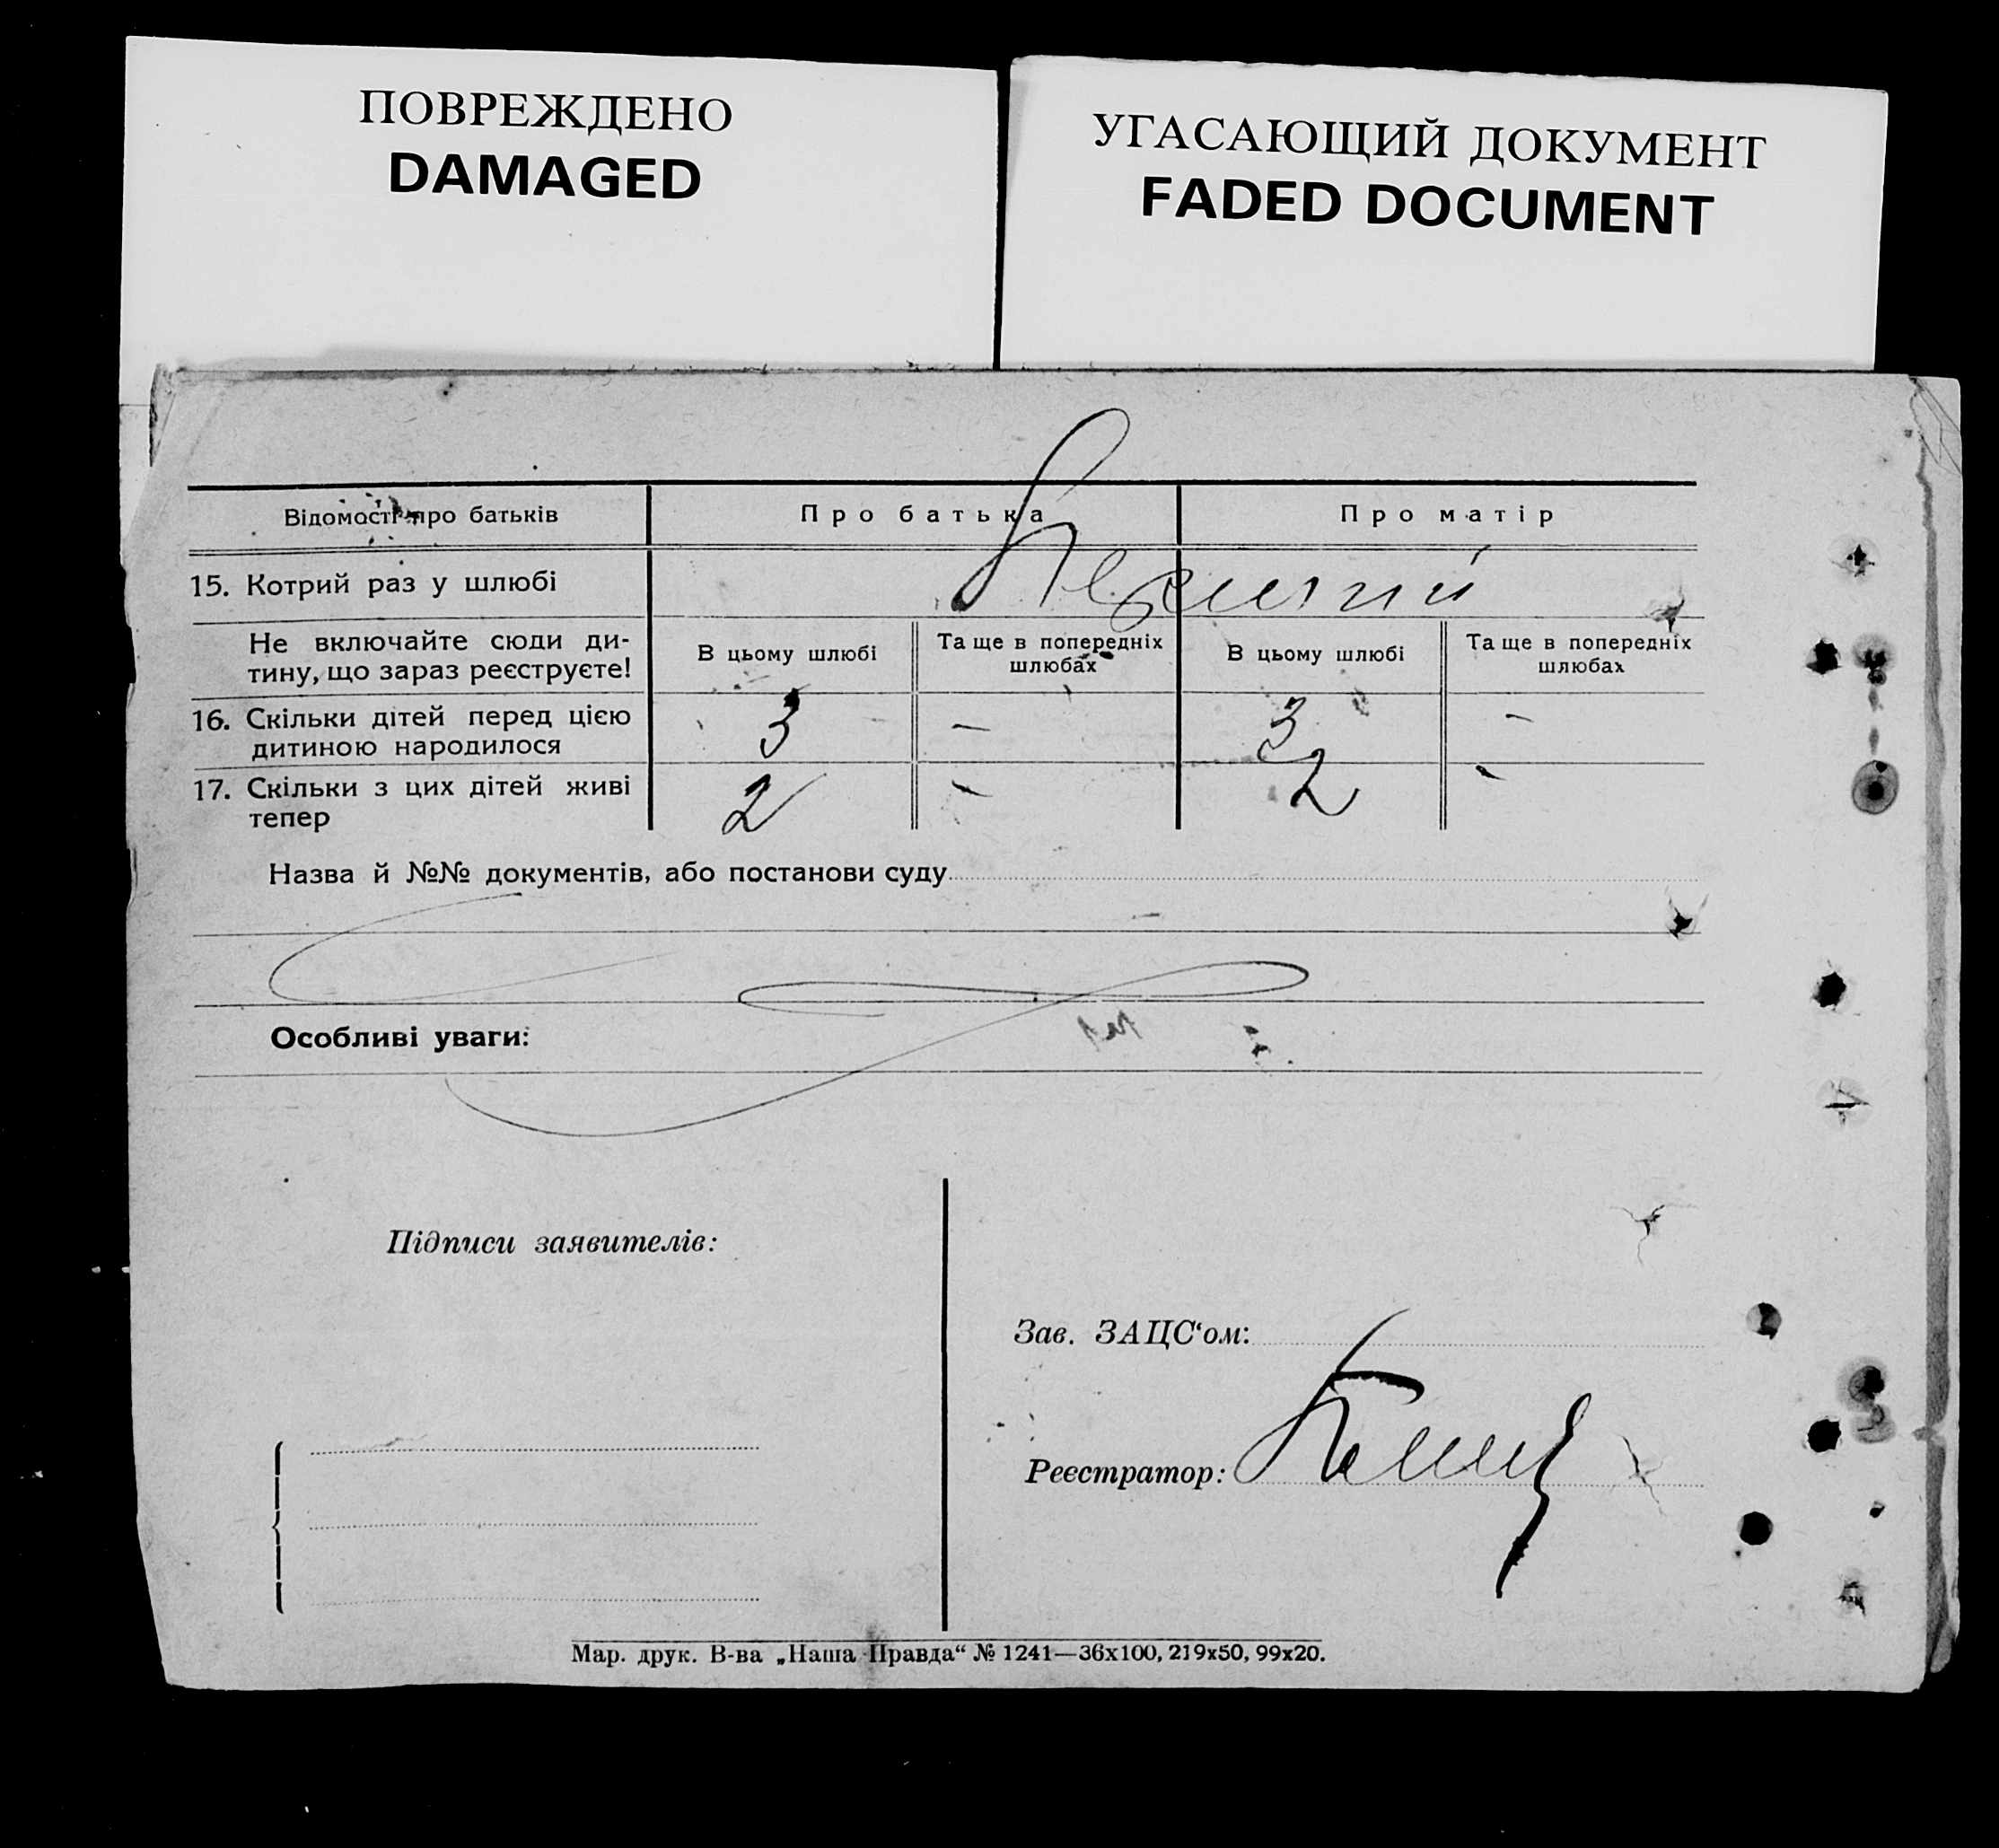 ПОВРЕЖДЕНО
DAMAGED
УГАСАЮЩИЙ ДОКУМЕНТ
FADED DOCUMENT
Відомості про батьків
Про батька
Про матір
15. Котрий раз у шлюбі
Первий
Не включайте сюди ди-
тину, що зараз реєструєте!
В цьому шлюбі
Та ще в попередніх
шлюбах
В цьому шлюбі
Та ще в попередніх
шлюбах
16. Скільки дітей перед цією
дитиною народилося
3 — 3 —
17. Скільки з цих дітей живі
тепер
2 — 2 -
Назва й №№ документів, або постанови суду
Особливі уваги:
Підписи заявителів:
Зав. ЗАЦС‘ом:
Реєстратор:
Мар. друк. В-ва „Наша Правда“ № 1241—36х100, 219х50, 99х20.